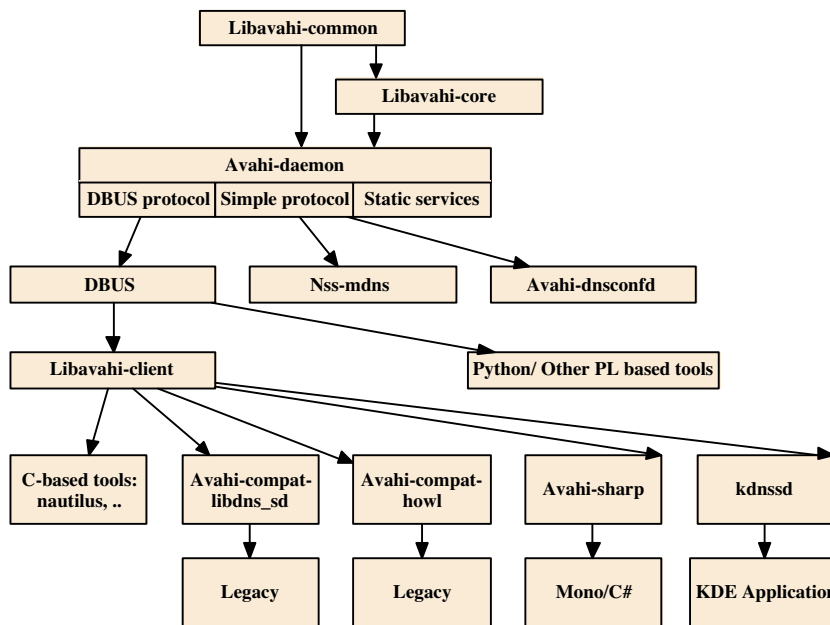 Libavahi-common
Libavahi-core
Avahi-daemon
DBUS protocol
Simple protocol
Static services
DBUS
Nss-mdns
Avahi-dnsconfd
Libavahi-client
Python/ Other PL based tools
C-based tools:
nautilus, ..
Avahi-compat-
libdns_sd
Avahi-compat-
howl
Avahi-sharp
kdnssd
Legacy
Legacy
Mono/C#
KDE Application